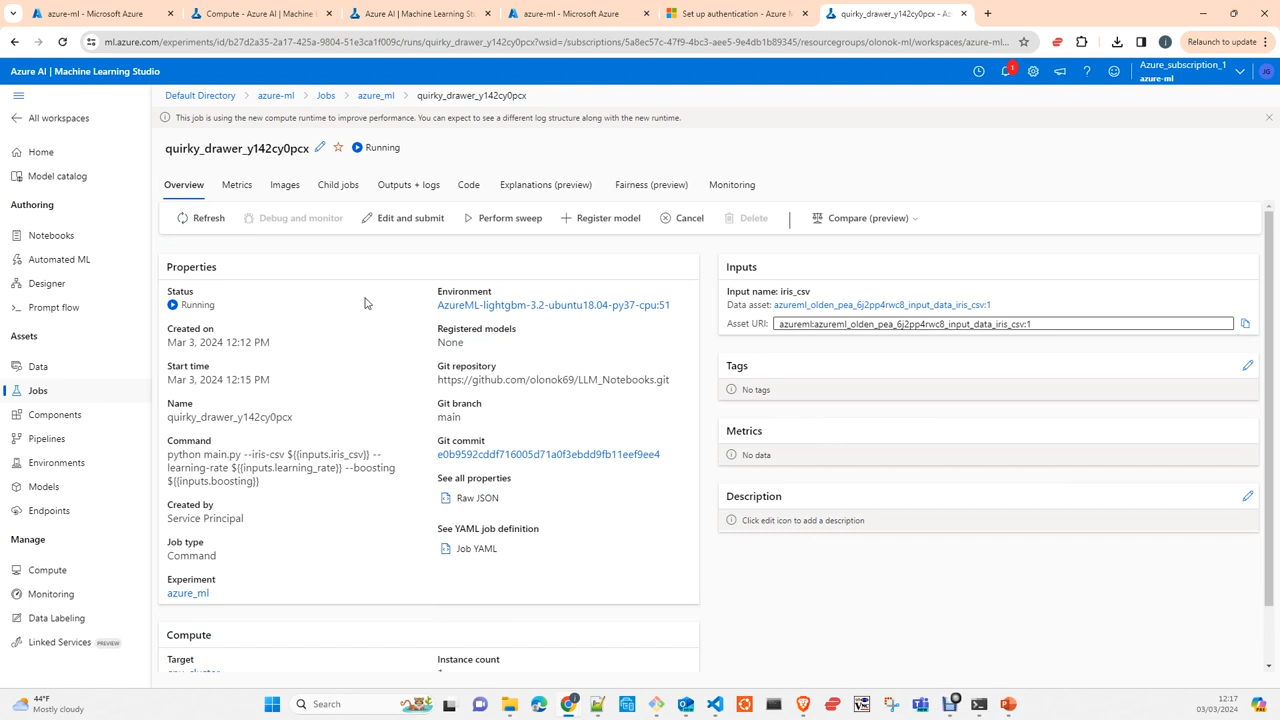 azure-ml - Microsoft Azure
Compute - Azure AI | Machine L
Azure AI | Machine Learning Stu
azure-ml - Microsoft Azure
Set up authentication - Azure M
quirky_drawer_y142cy0pcx - Az
ml.azure.com/experiments/id/b27d2a35-2a17-425a-9804-51e3ca1f009c/runs/quirky_drawer_y142cy0pcx?wsid=/subscriptions/5a8ec57c-47f9-4bc3-aee5-9e4db1b89345/resourcegroups/olonok-ml/workspaces/azure-ml...
Relaunch to update
Azure AI | Machine Learning Studio
1
Azure_subscription_1
azure-ml
JG
All workspaces
Home
Model catalog
Authoring
Notebooks
Automated ML
Designer
Prompt flow
Assets
Data
Jobs
Components
Pipelines
Environments
Models
Endpoints
Manage
Compute
Monitoring
Data Labeling
Linked Services PREVIEW
Default Directory > azure-ml > Jobs > azure_ml > quirky_drawer_y142cy0pcx
This job is using the new compute runtime to improve performance. You can expect to see a different log structure along with the new runtime.
quirky_drawer_y142cy0pcx Running
Overview Metrics Images Child jobs Outputs + logs Code Explanations (preview) Fairness (preview) Monitoring
Refresh Debug and monitor Edit and submit Perform sweep Register model Cancel Delete Compare (preview)
Properties
Status
Running
Created on
Mar 3, 2024 12:12 PM
Start time
Mar 3, 2024 12:15 PM
Name
quirky_drawer_y142cy0pcx
Command
python main.py --iris-csv ${{inputs.iris_csv}} --
learning-rate ${{inputs.learning_rate}} --boosting
${{inputs.boosting}}
Created by
Service Principal
Job type
Command
Experiment
azure_ml
Environment
AzureML-lightgbm-3.2-ubuntu18.04-py37-cpu:51
Registered models
None
Git repository
https://github.com/olonok69/LLM_Notebooks.git
Git branch
main
Git commit
e0b9592cddf716005d71a0f3ebdd9fb11eef9ee4
See all properties
Raw JSON
See YAML job definition
Job YAML
Compute
Target
cpu_cluster
Instance count
Inputs
Input name: iris_csv
Data asset: azureml_olden_pea_6j2pp4rwc8_input_data_iris_csv:1
Asset URI: azureml:azureml_olden_pea_6j2pp4rwc8_input_data_iris_csv:1
Tags
No tags
Metrics
No data
Description
Click edit icon to add a description
44°F
Mostly cloudy
Search
12:17
03/03/2024